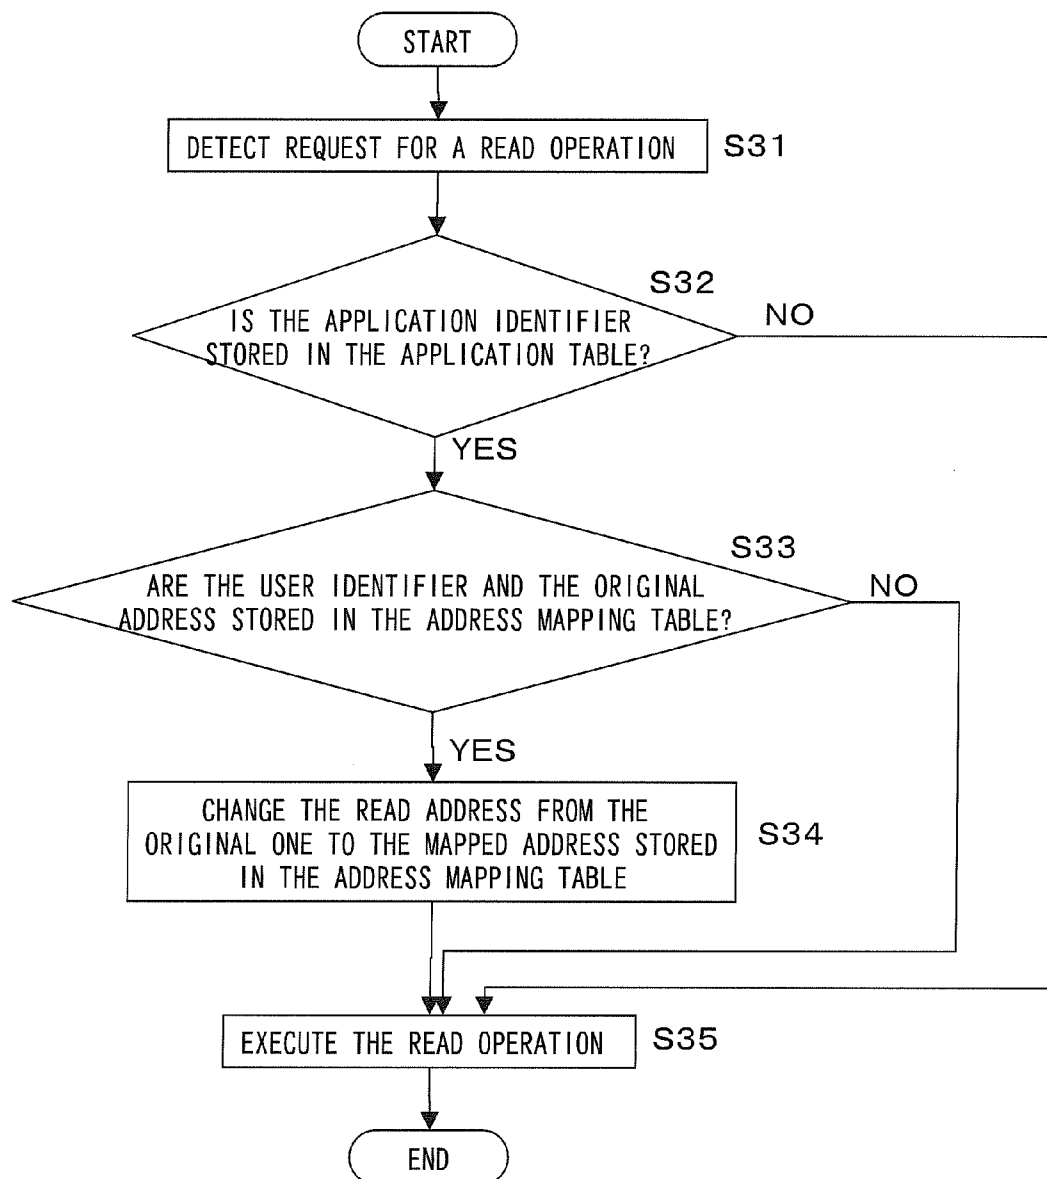 START
DETECT REQUEST FOR A READ OPERATION
S31
S32
IS THE APPLICATION IDENTIFIER
STORED IN THE APPLICATION TABLE?
NO
YES
S33
ARE THE USER IDENTIFIER AND THE ORIGINAL
ADDRESS STORED IN THE ADDRESS MAPPING TABLE?
NO
YES
CHANGE THE READ ADDRESS FROM THE
ORIGINAL ONE TO THE MAPPED ADDRESS STORED
IN THE ADDRESS MAPPING TABLE
S34
EXECUTE THE READ OPERATION
S35
END